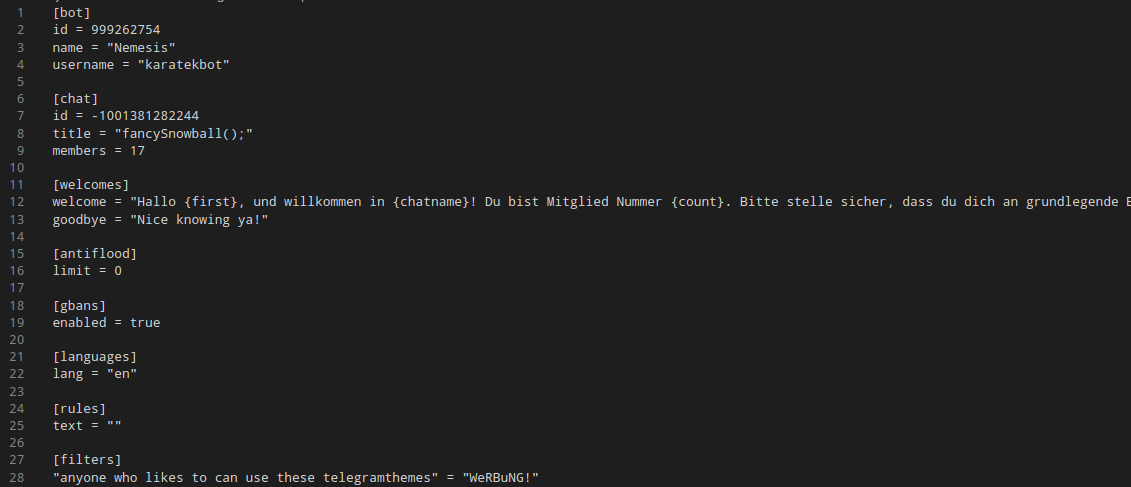 1 [bot]
2 id = 999262754
3 name = "Nemesis"
4 username = "karatekbot"
5
6 [chat]
7 id = -1001381282244
8 title = "fancySnowball();"
9 members = 17
10
11 [welcomes]
12 welcome = "Hallo {first}, und willkommen in {chatname}! Du bist Mitglied Nummer {count}. Bitte stelle sicher, dass du dich an grundlegende
13 goodbye = "Nice knowing ya!"
14
15 [antiflood]
16 limit = 0
17
18 [gbans]
19 enabled = true
20
21 [languages]
22 lang = "en"
23
24 [rules]
25 text = ""
26
27 [filters]
28 "anyone who likes to can use these telegramthemes" = "WeRBuNG!"